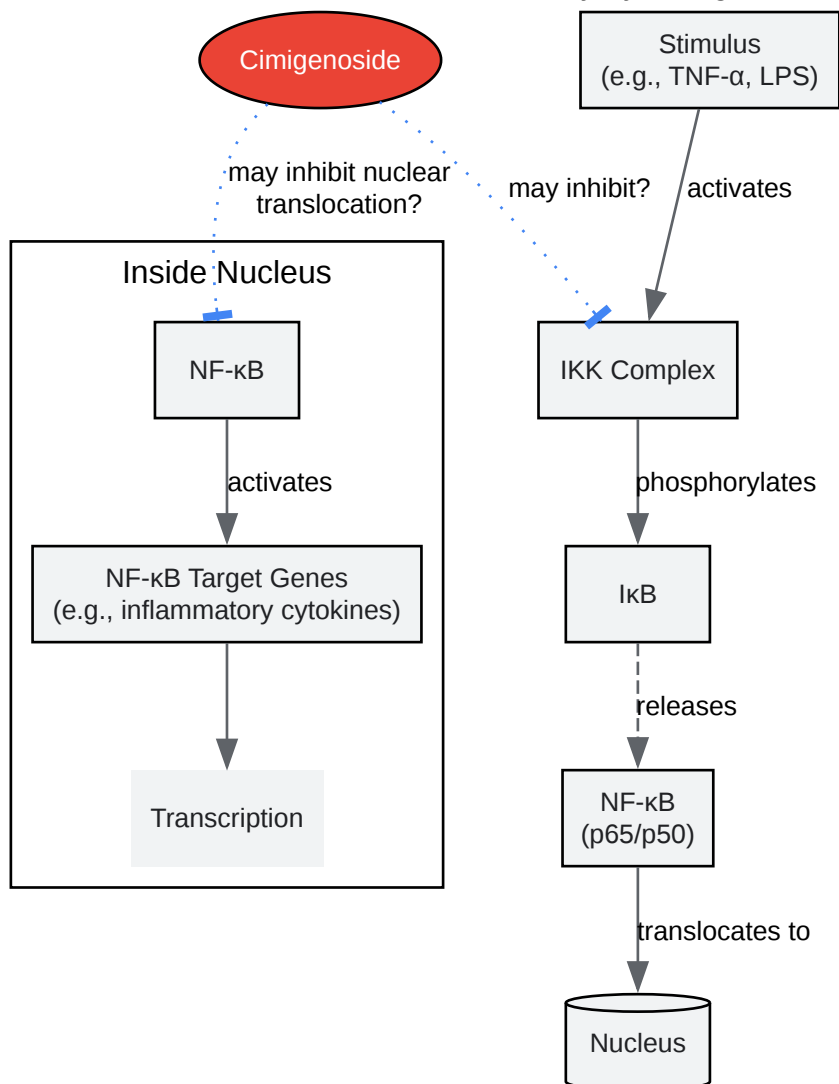 Cimigenoside
Stimulus
(e.g., TNF-α, LPS)
may inhibit nuclear
translocation?
may inhibit?
activates
Inside Nucleus
NF-κB
IKK Complex
activates
phosphorylates
NF-κB Target Genes
(e.g., inflammatory cytokines)
IκB
releases
Transcription
NF-κB
(p65/p50)
translocates to
Nucleus